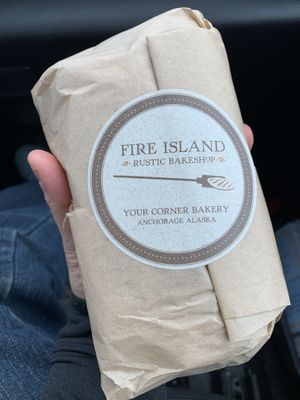 FIRE ISLAND
RUSTIC BAKESHOP
YOUR CORNER BAKERY
ANCHORAGE ALASKA